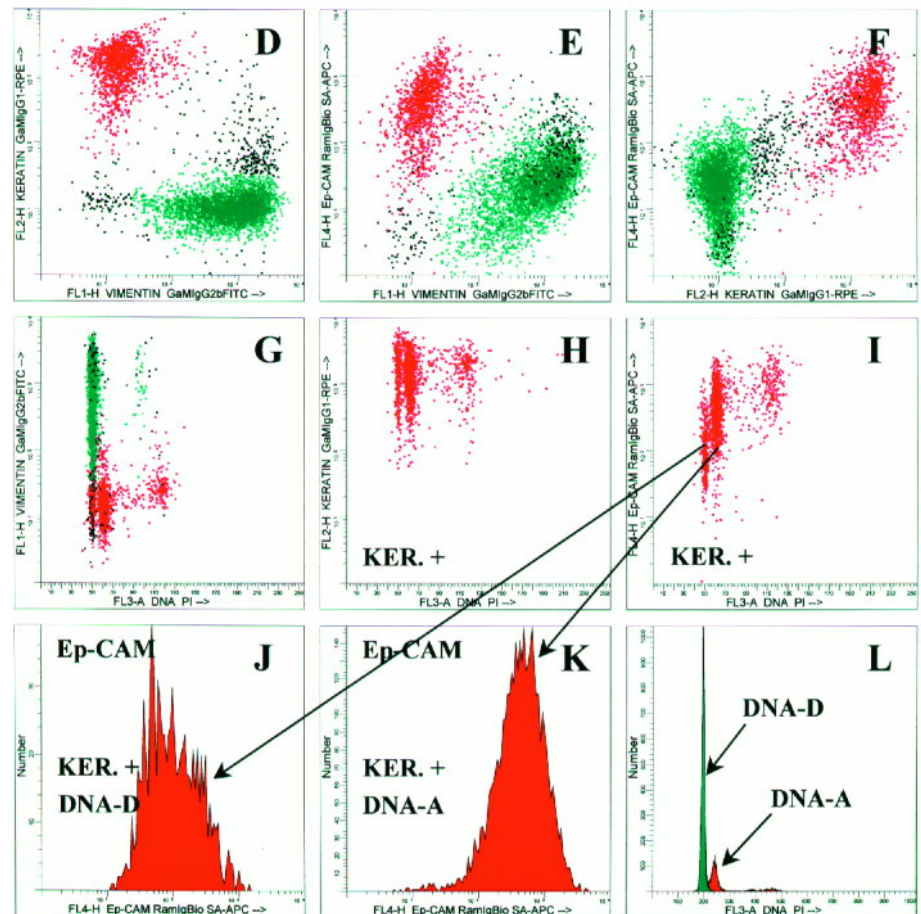 D
FL2-H KERATIN GaMIgG1-RPE -->
FL1-H VIMENTIN GaMIgG2bFITC -->
E
FL4-H Ep-CAM RamIgBio SA-APC -->
FL1-H VIMENTIN GaMIgG2bFITC -->
F
FL4-H Ep-CAM RamIgBio SA-APC -->
FL2-H KERATIN GaMIgG1-RPE -->
G
FL1-H VIMENTIN GaMIgG2bFITC -->
FL3-A DNA PI -->
H
FL2-H KERATIN GaMIgG1-RPE -->
KER. +
FL3-A DNA PI -->
I
FL4-H Ep-CAM RamIgBio SA-APC -->
KER. +
FL3-A DNA PI -->
Ep-CAM
J
Number
KER. +
DNA-D
FL4-H Ep-CAM RamIgBio SA-APC -->
Ep-CAM
K
Number
KER. +
DNA-A
FL4-H Ep-CAM RamIgBio SA-APC -->
L
Number
DNA-D
DNA-A
FL3-A DNA PI -->